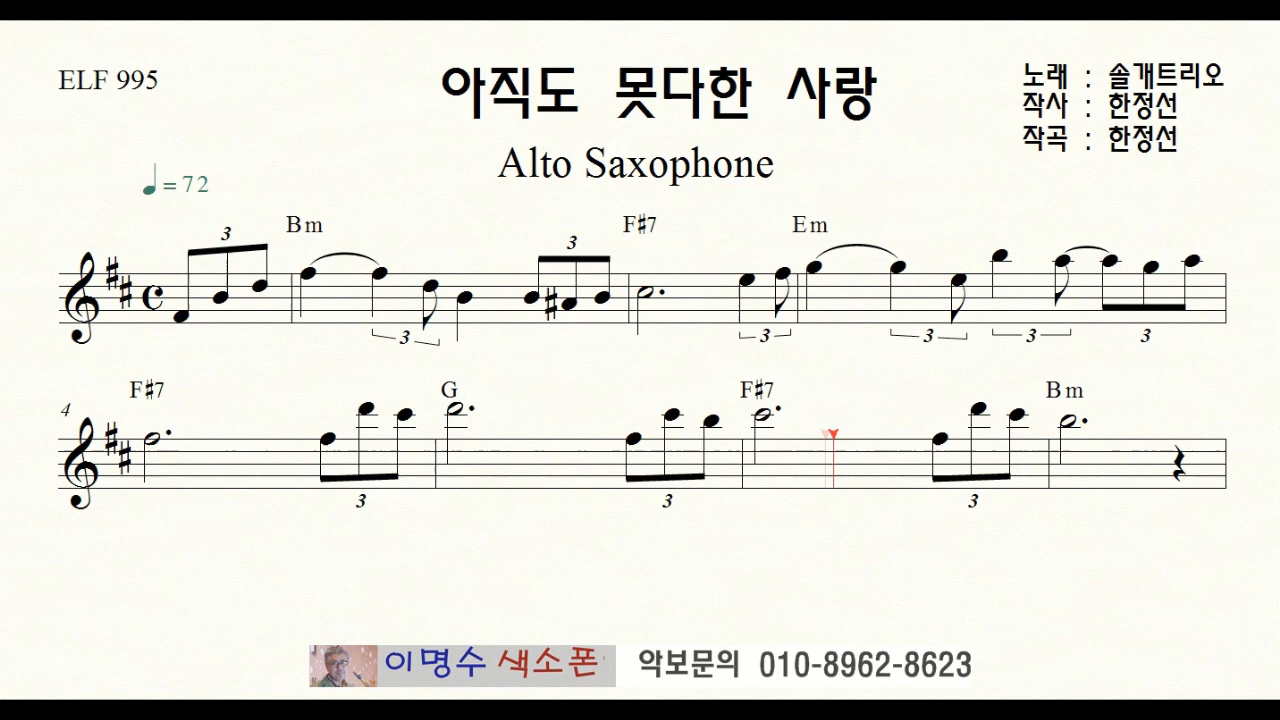 ELF 995
아직도 못다한 사랑
노래 : 솔개트리오
작사 : 한정선
작곡 : 한정선
Alto Saxophone
= 72
Bm F♯7 Em
3 3 3 3 3 3 3
4
F♯7 G F♯7 Bm
3 3 3
이명수 색소폰 악보문의 010-8962-8623